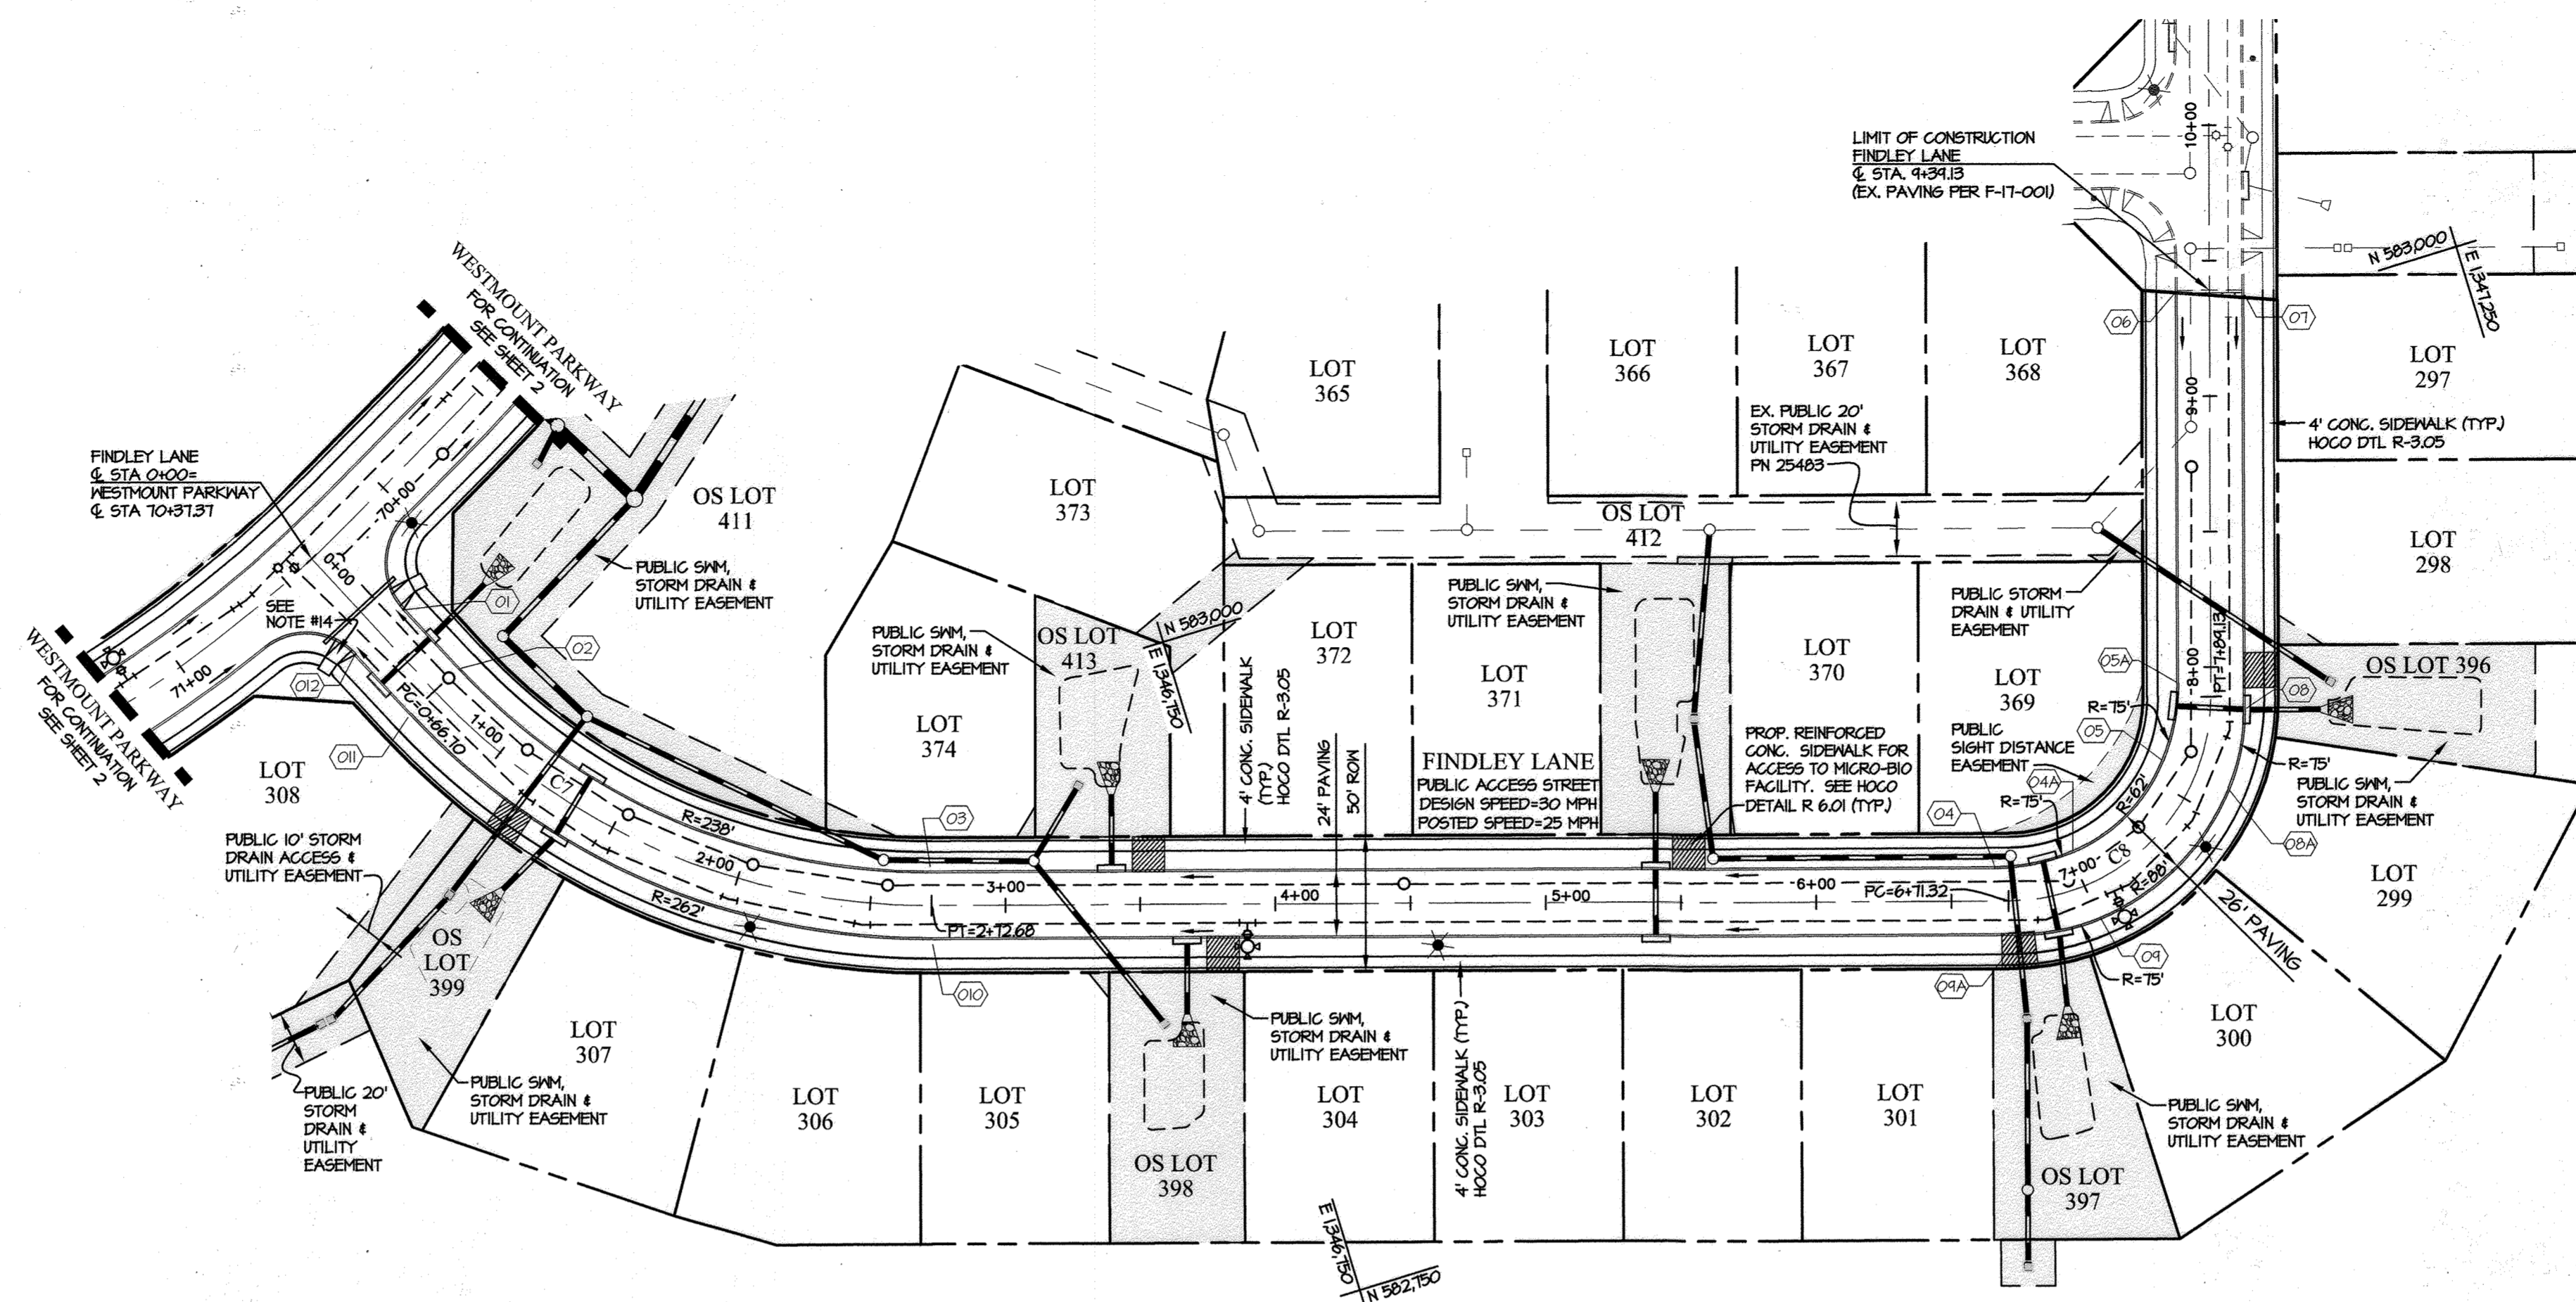 WESTMOUNT PARKWAY
FOR CONTINUATION
SEE SHEET 2
FINDLEY LANE
℄ STA 0+00=
WESTMOUNT PARKWAY
℄ STA 70+37.37
70+00
0+00
SEE
NOTE #14
71+00
WESTMOUNT PARKWAY
FOR CONTINUATION
SEE SHEET 2
01
02
012
011
PC=0+66.70
1+00
C7
LOT
308
PUBLIC 10' STORM
DRAIN ACCESS &
UTILITY EASEMENT
OS
LOT
399
PUBLIC 20'
STORM
DRAIN &
UTILITY
EASEMENT
PUBLIC SWM,
STORM DRAIN &
UTILITY EASEMENT
LOT
307
OS LOT
411
PUBLIC SWM,
STORM DRAIN &
UTILITY EASEMENT
R=238'
2+00
R=262'
LOT
373
LOT
374
PUBLIC SWM,
STORM DRAIN &
UTILITY EASEMENT
OS LOT
413
N 583,000
E 1346,750
03
3+00
PT=2+72.68
010
LOT
306
LOT
305
OS LOT
398
PUBLIC SWM,
STORM DRAIN &
UTILITY EASEMENT
LOT
365
LOT
366
LOT
367
LOT
368
EX. PUBLIC 20'
STORM DRAIN &
UTILITY EASEMENT
PN 25483
OS LOT
412
LOT
372
LOT
371
PUBLIC SWM,
STORM DRAIN &
UTILITY EASEMENT
4' CONC. SIDEWALK
(TYP.)
HOCO DTL R-3.05
24' PAVING
50' ROW
FINDLEY LANE
PUBLIC ACCESS STREET
DESIGN SPEED=30 MPH
POSTED SPEED=25 MPH
PROP. REINFORCED
CONC. SIDEWALK FOR
ACCESS TO MICRO-BIO
FACILITY. SEE HOCO
DETAIL R 6.01 (TYP.)
LOT
370
LOT
369
4+00
5+00
6+00
PC=6+71.32
04
4' CONC. SIDEWALK (TYP.)
HOCO DTL R-3.05
LOT
304
LOT
303
LOT
302
LOT
301
E 1346,750
N 582,750
LIMIT OF CONSTRUCTION
FINDLEY LANE
℄ STA. 9+39.13
(EX. PAVING PER F-17-001)
10+00
N 583,000
E 1347,250
06
07
LOT
297
4' CONC. SIDEWALK (TYP.)
HOCO DTL R-3.05
9+00
LOT
298
PUBLIC STORM
DRAIN & UTILITY
EASEMENT
PT=7+89.13
8+00
05A
08
OS LOT 396
R=75'
05
PUBLIC
SIGHT DISTANCE
EASEMENT
04A
R=75'
R=62'
R=75'
PUBLIC SWM,
STORM DRAIN &
UTILITY EASEMENT
08A
7+00
C8
R=88'
26' PAVING
LOT
299
09
R=75'
09A
LOT
300
PUBLIC SWM,
STORM DRAIN &
UTILITY EASEMENT
OS LOT
397